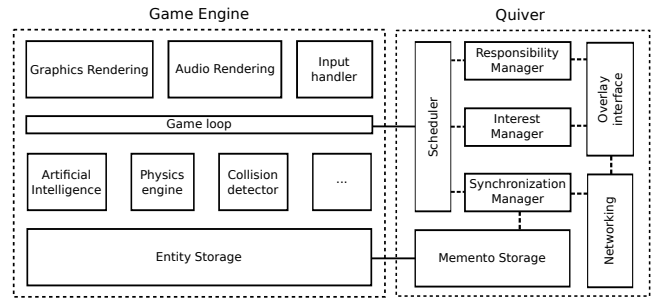 Game Engine
Quiver
Graphics Rendering
Audio Rendering
Input
handler
Game loop
Artificial
Intelligence
Physics
engine
Collision
detector
...
Entity Storage
Scheduler
Responsibility
Manager
Interest
Manager
Synchronization
Manager
Memento Storage
Overlay
interface
Networking